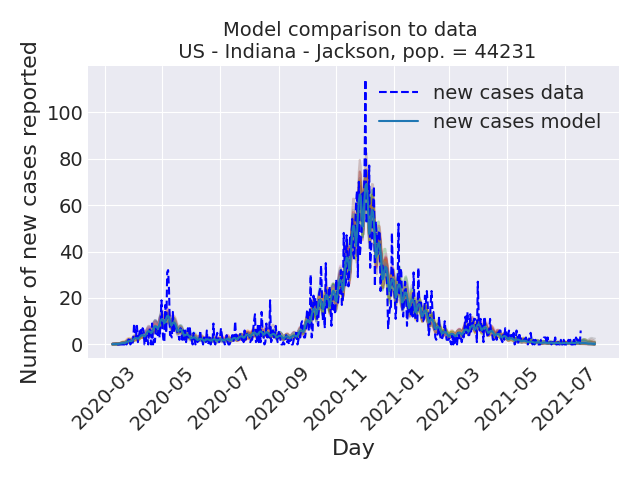 Model comparison to data
US - Indiana - Jackson, pop. = 44231
Number of new cases reported
100
80
60
40
20
0
new cases data
new cases model
2020-03
2020-05
2020-07
2020-09
2020-11
2021-01
2021-03
2021-05
2021-07
Day